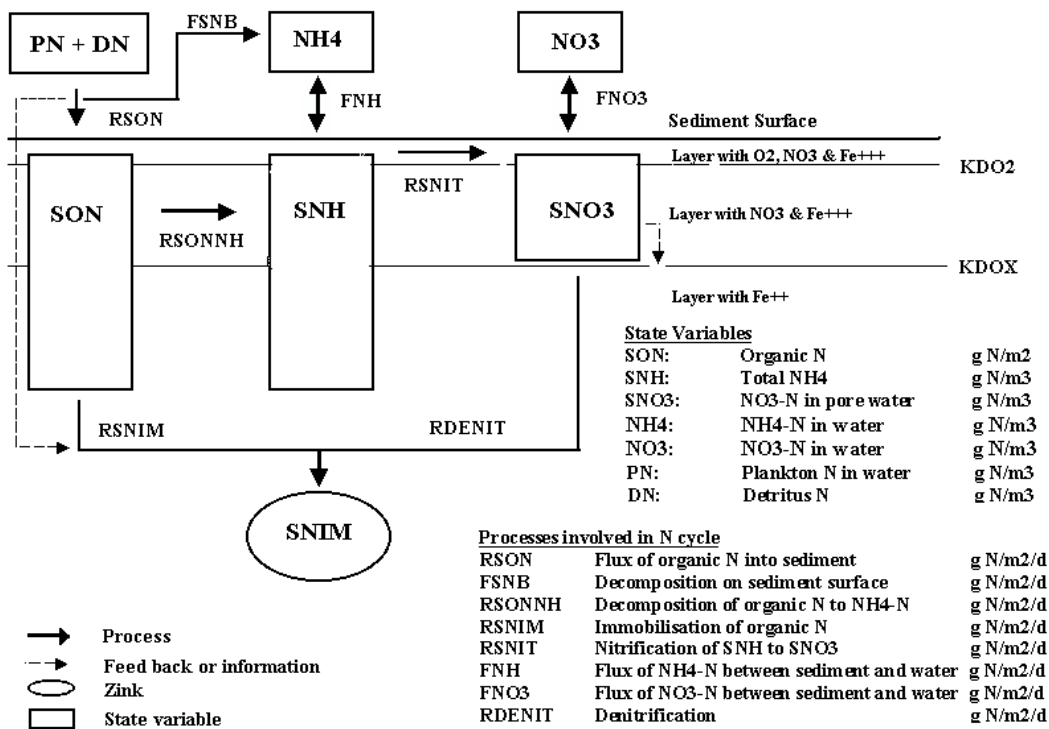 FSNB
PN + DN
NH4
NO3
RSON
FNH
FNO3
Sediment Surface
Layer with O2, NO3 & Fe+++
KDO2
RSNIT
SON
SNH
SNO3
RSONNH
Layer with NO3 & Fe+++
KDOX
Layer with Fe++
State Variables
SON: Organic N g N/m2
SNH: Total NH4 g N/m3
SNO3: NO3-N in pore water g N/m3
NH4: NH4-N in water g N/m3
NO3: NO3-N in water g N/m3
PN: Plankton N in water g N/m3
DN: Detritus N g N/m3
RSNIM
RDENIT
SNIM
Processes involved in N cycle
RSON Flux of organic N into sediment g N/m2/d
FSNB Decomposition on sediment surface g N/m2/d
RSONNH Decomposition of organic N to NH4-N g N/m2/d
RSNIM Immobilisation of organic N g N/m2/d
RSNIT Nitrification of SNH to SNO3 g N/m2/d
FNH Flux of NH4-N between sediment and water g N/m2/d
FNO3 Flux of NO3-N between sediment and water g N/m2/d
RDENIT Denitrification g N/m2/d
Process
Feed back or information
Zink
State variable